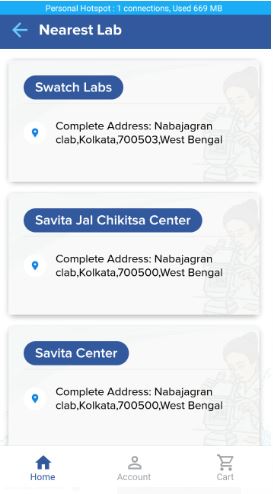 Personal Hotspot : 1 connections, Used 669 MB
Nearest Lab
Swatch Labs
Complete Address: Nabajagran
clab,Kolkata,700503,West Bengal
Savita Jal Chikitsa Center
Complete Address: Nabajagran
clab,Kolkata,700500,West Bengal
Savita Center
Complete Address: Nabajagran
clab,Kolkata,700500,West Bengal
Home
Account
Cart